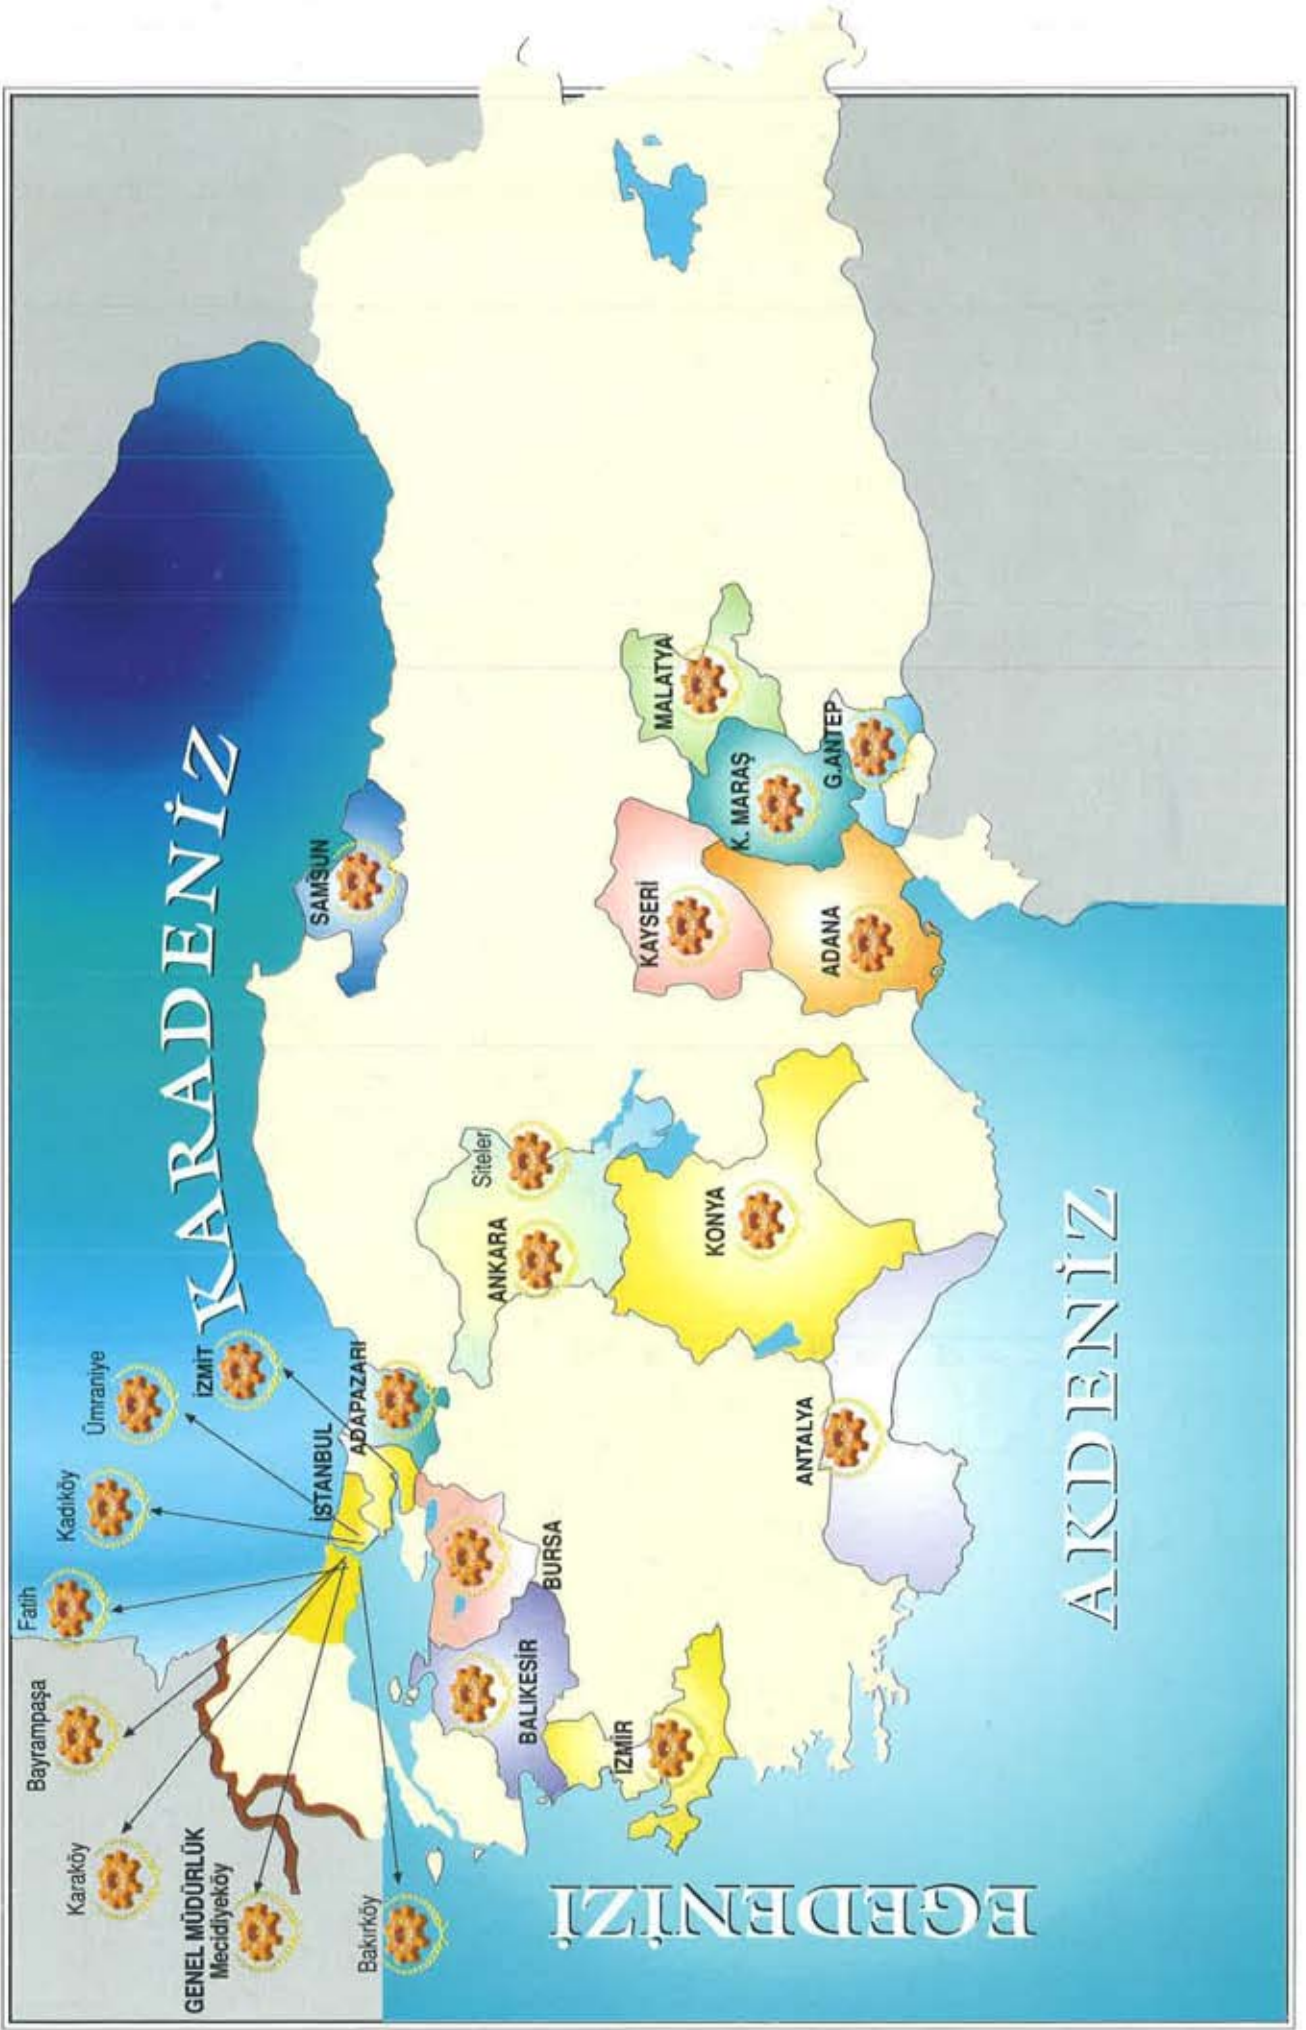 KARADENİZ
Fatih
Kadıköy
Ümraniye
Bayrampaşa
Karaköy
GENEL MÜDÜRLÜK
Mecidiyeköy
Bakırköy
İZMİT
İSTANBUL
ADAPAZARI
SAMSUN
BURSA
BALIKESİR
Siteler
ANKARA
İZMİR
KONYA
KAYSERİ
MALATYA
K. MARAŞ
G.ANTEP
ADANA
ANTALYA
EGEDENİZİ
AKDENİZ